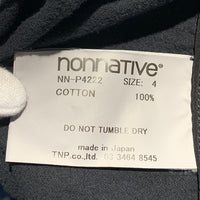 nonnative®
NN-P4222 SIZE: 4
COTTON 100%
DO NOT TUMBLE DRY
made in Japan
TNP.co,ltd. 03 3464 8545